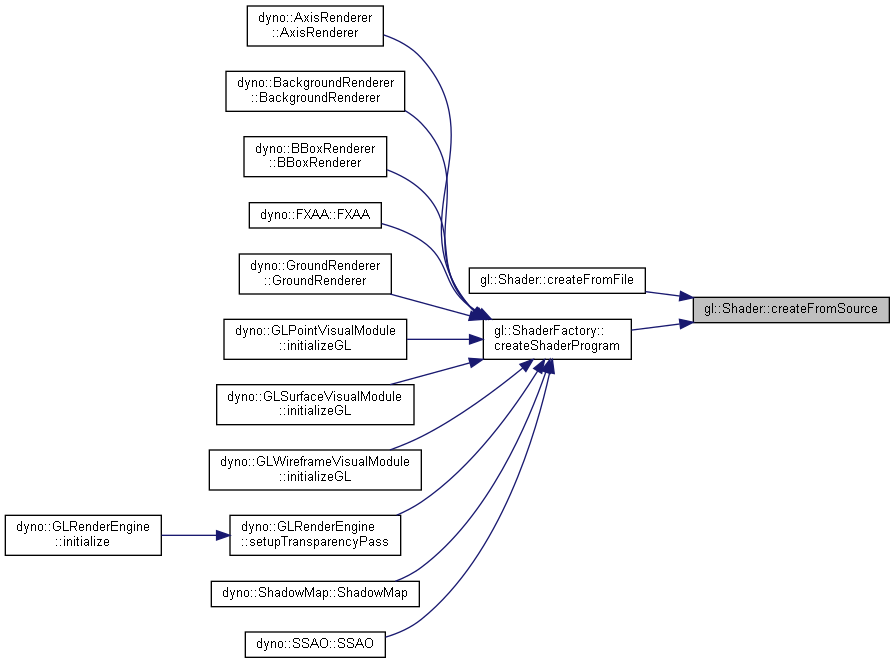 dyno::AxisRenderer
::AxisRenderer
dyno::BackgroundRenderer
::BackgroundRenderer
dyno::BBoxRenderer
::BBoxRenderer
dyno::FXAA::FXAA
dyno::GroundRenderer
::GroundRenderer
gl::Shader::createFromFile
gl::Shader::createFromSource
dyno::GLPointVisualModule
::initializeGL
gl::ShaderFactory::
createShaderProgram
dyno::GLSurfaceVisualModule
::initializeGL
dyno::GLWireframeVisualModule
::initializeGL
dyno::GLRenderEngine
::initialize
dyno::GLRenderEngine
::setupTransparencyPass
dyno::ShadowMap::ShadowMap
dyno::SSAO::SSAO